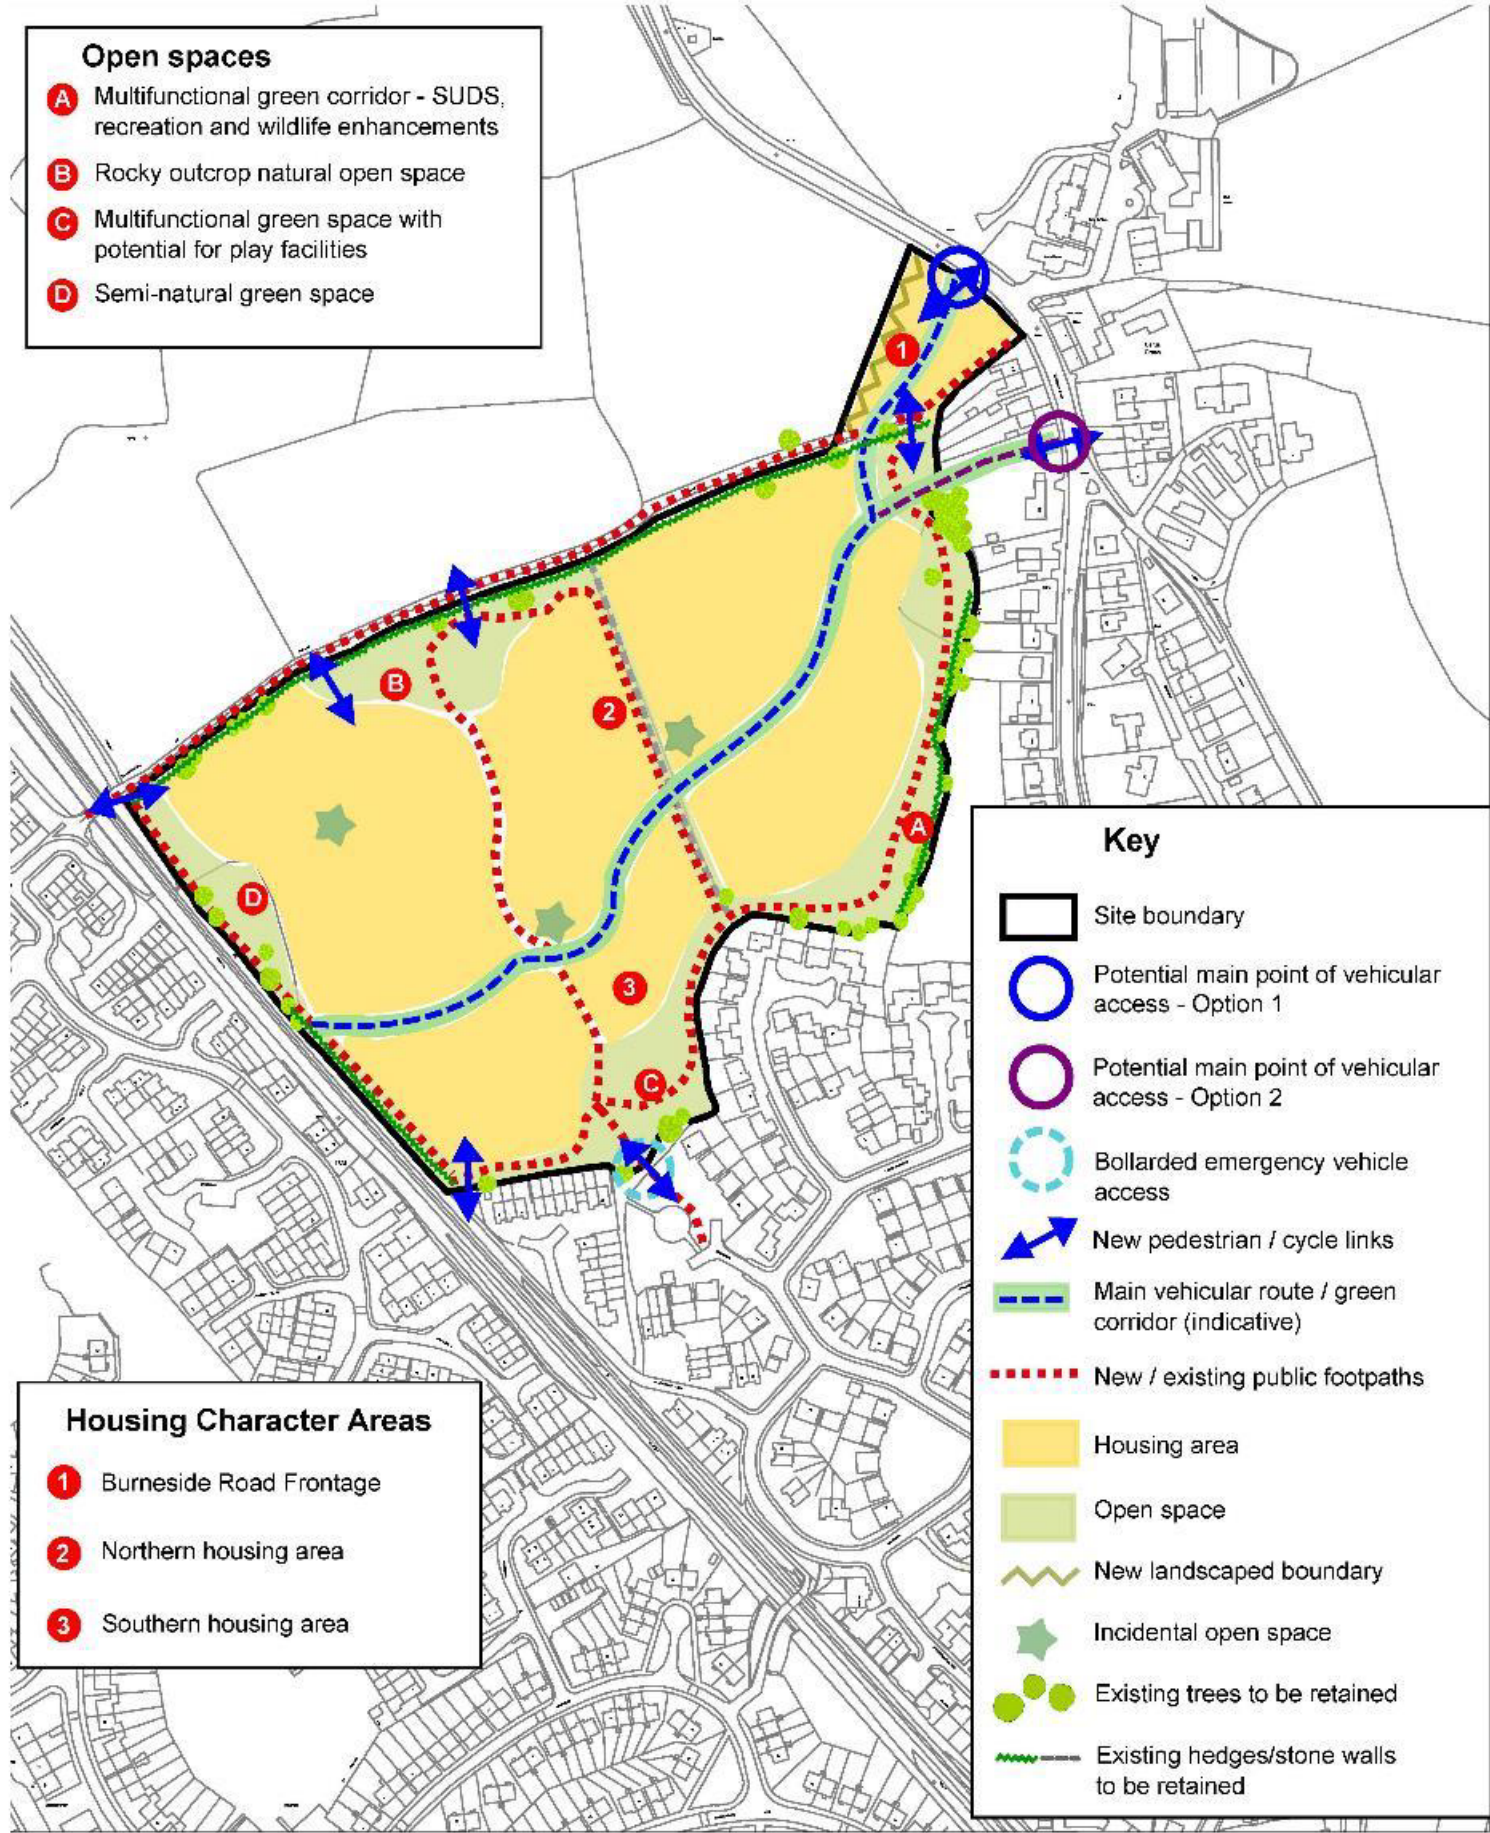 Open spaces
A Multifunctional green corridor - SUDS,
recreation and wildlife enhancements
B Rocky outcrop natural open space
C Multifunctional green space with
potential for play facilities
D Semi-natural green space
1
B
2
A
D
3
C
Key
Site boundary
Potential main point of vehicular
access - Option 1
Potential main point of vehicular
access - Option 2
Bollarded emergency vehicle
access
New pedestrian / cycle links
Main vehicular route / green
corridor (indicative)
New / existing public footpaths
Housing area
Open space
New landscaped boundary
Incidental open space
Existing trees to be retained
Existing hedges/stone walls
to be retained
Housing Character Areas
1 Burneside Road Frontage
2 Northern housing area
3 Southern housing area